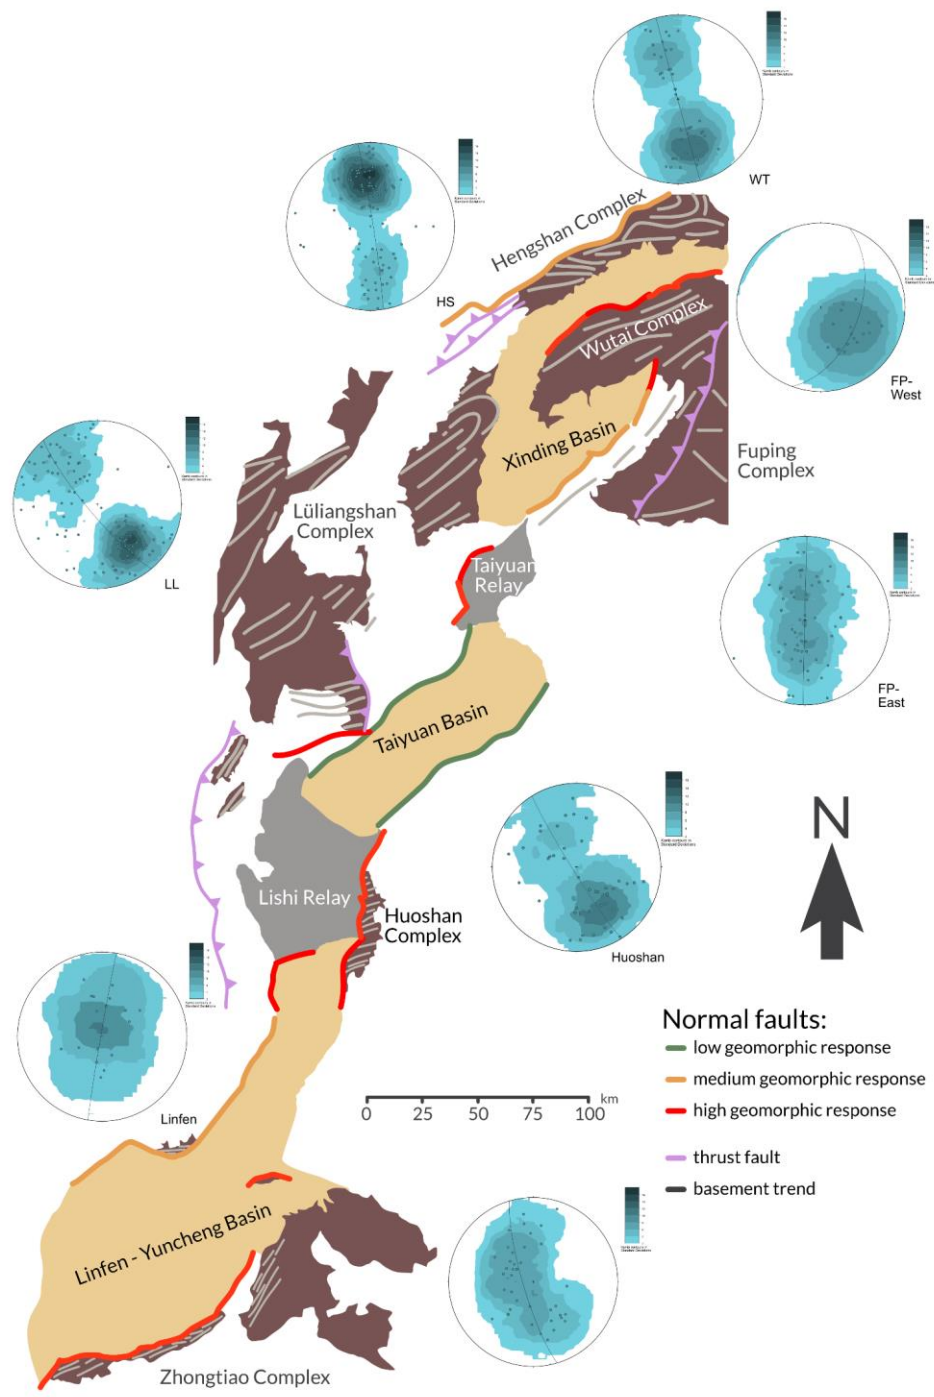 WT
Hengshan Complex
HS
Wutai Complex
FP-
West
Xinding Basin
Fuping
Complex
Lüliangshan
Complex
LL
Taiyuan
Relay
FP-
East
Taiyuan Basin
N
Lishi Relay
Huoshan
Complex
Huoshan
Normal faults:
low geomorphic response
medium geomorphic response
high geomorphic response
thrust fault
basement trend
km
0 25 50 75 100
Linfen
Linfen - Yuncheng Basin
Zhongtiao Complex